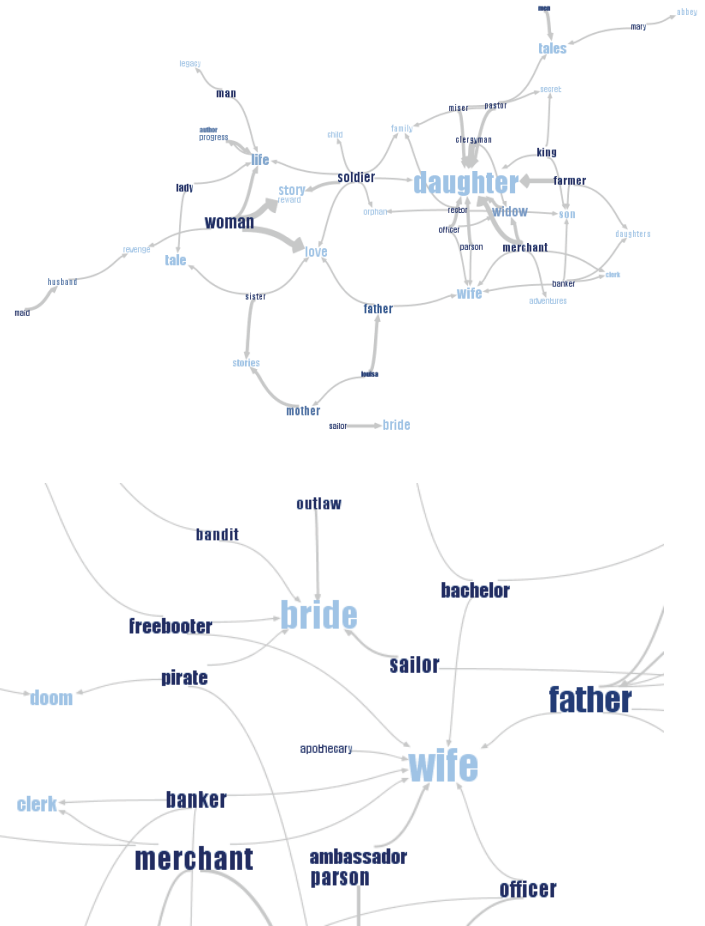 men
abbey
mary
tales
legacy
man
secret
miser
pastor
author
progress
child
family
clergyman
life
king
soldier
daughter
farmer
lady
story
reward
orphan
rector
widow
son
woman
officer
daughters
revenge
love
parson
merchant
tale
husband
clerk
banker
sister
wife
adventures
maid
father
stories
louisa
mother
sailor
bride
outlaw
bandit
bachelor
bride
freebooter
sailor
pirate
doom
father
apothecary
wife
clerk
banker
merchant
ambassador
parson
officer